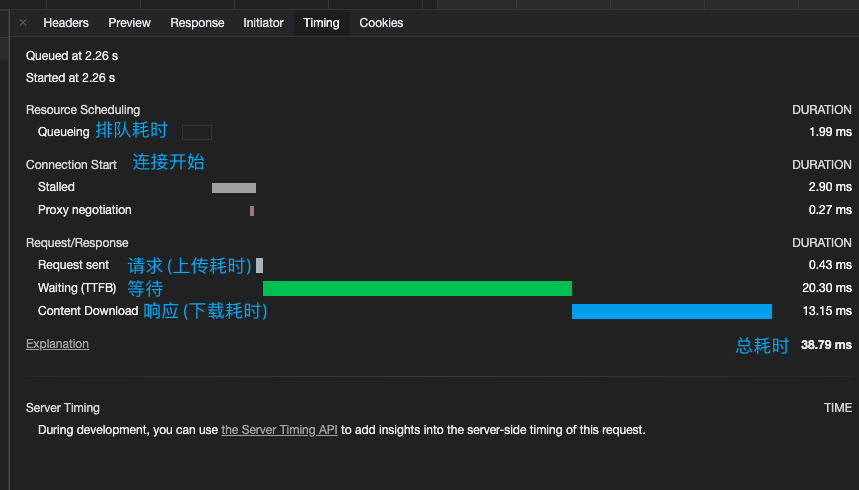 × Headers Preview Response Initiator Timing Cookies
Queued at 2.26 s
Started at 2.26 s
Resource Scheduling DURATION
Queueing 排队耗时 1.99 ms
Connection Start 连接开始 DURATION
Stalled 2.90 ms
Proxy negotiation 0.27 ms
Request/Response DURATION
Request sent 请求 (上传耗时) 0.43 ms
Waiting (TTFB) 等待 20.30 ms
Content Download 响应 (下载耗时) 13.15 ms
Explanation 总耗时 38.79 ms
Server Timing TIME
During development, you can use the Server Timing API to add insights into the server-side timing of this request.